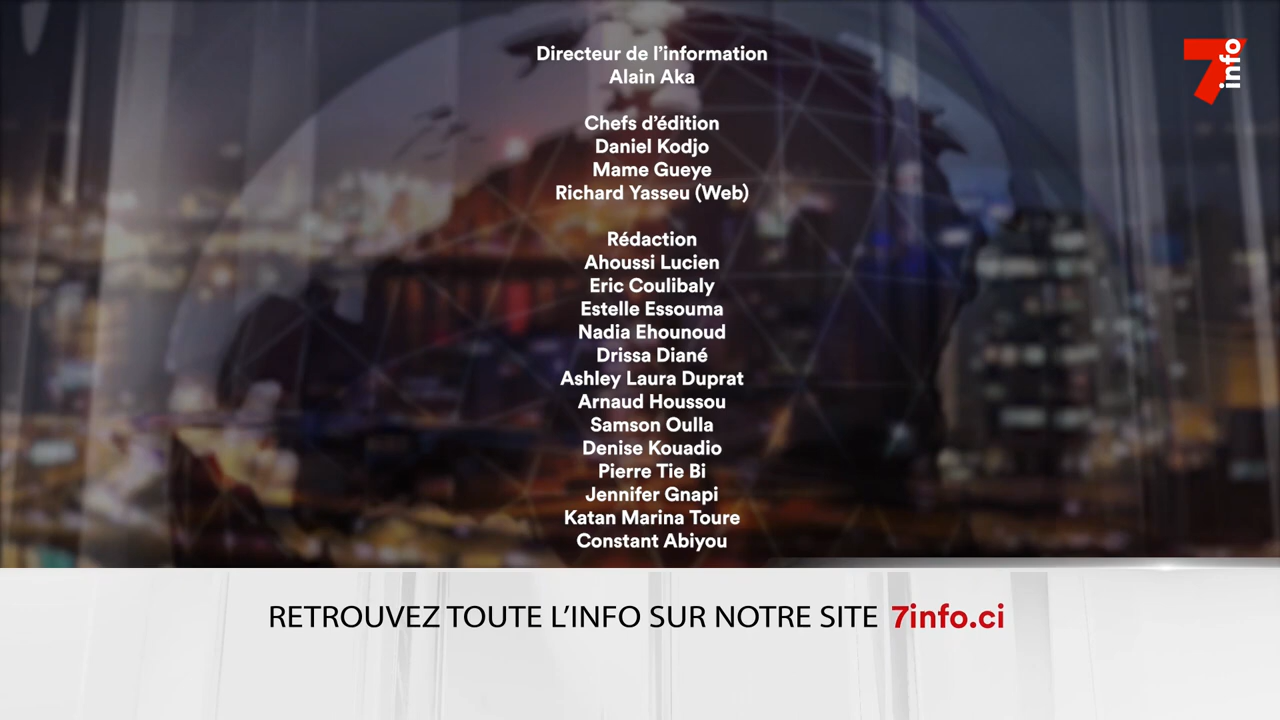 7info
Directeur de l'information
Alain Aka
Chefs d'édition
Daniel Kodjo
Mame Gueye
Richard Yasseu (Web)
Rédaction
Ahoussi Lucien
Eric Coulibaly
Estelle Essouma
Nadia Ehounoud
Drissa Diané
Ashley Laura Duprat
Arnaud Houssou
Samson Oulla
Denise Kouadio
Pierre Tie Bi
Jennifer Gnapi
Katan Marina Toure
Constant Abiyou
RETROUVEZ TOUTE L'INFO SUR NOTRE SITE 7info.ci